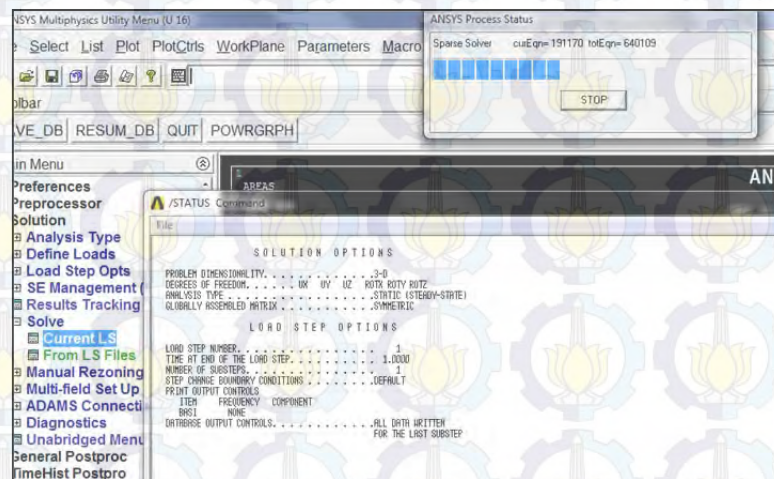 NSYS Multiphysics Utility Menu (U 16)
ANSYS Process Status
e Select List Plot PlotCtrls WorkPlane Parameters Macro
Sparse Solver curEqn= 191170 totEqn= 640109
STOP
olbar
VE_DB RESUM_DB QUIT POWRGRPH
in Menu
1
AREAS
AN
Preferences
Preprocessor
Solution
Analysis Type
Define Loads
Load Step Opts
SE Management (
Results Tracking
Solve
Current LS
From LS Files
Manual Rezoning
Multi-field Set Up
ADAMS Connecti
Diagnostics
Unabridged Menu
General Postproc
TimeHist Postpro
/STATUS Command
File
SOLUTION OPTIONS
PROBLEM DIMENSIONALITY. . . . . . . . . . . . .3-D
DEGREES OF FREEDOM. . . . . . UX UY UZ ROTX ROTY ROTZ
ANALYSIS TYPE . . . . . . . . . . . . . . . . .STATIC (STEADY-STATE)
GLOBALLY ASSEMBLED MATRIX . . . . . . . . . . .SYMMETRIC
LOAD STEP OPTIONS
LOAD STEP NUMBER. . . . . . . . . . . . . . . . 1
TIME AT END OF THE LOAD STEP. . . . . . . . . . 1.0000
NUMBER OF SUBSTEPS. . . . . . . . . . . . . . . 1
STEP CHANGE BOUNDARY CONDITIONS . . . . . . . .DEFAULT
PRINT OUTPUT CONTROLS
ITEM FREQUENCY COMPONENT
BASI NONE
DATABASE OUTPUT CONTROLS. . . . . . . . . . . .ALL DATA WRITTEN
FOR THE LAST SUBSTEP